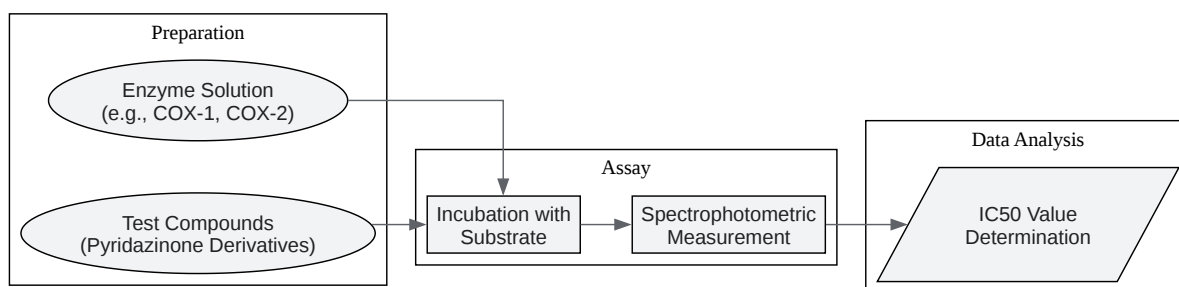 Preparation
Enzyme Solution
(e.g., COX-1, COX-2)
Test Compounds
(Pyridazinone Derivatives)
Assay
Incubation with
Substrate
Spectrophotometric
Measurement
Data Analysis
IC50 Value
Determination